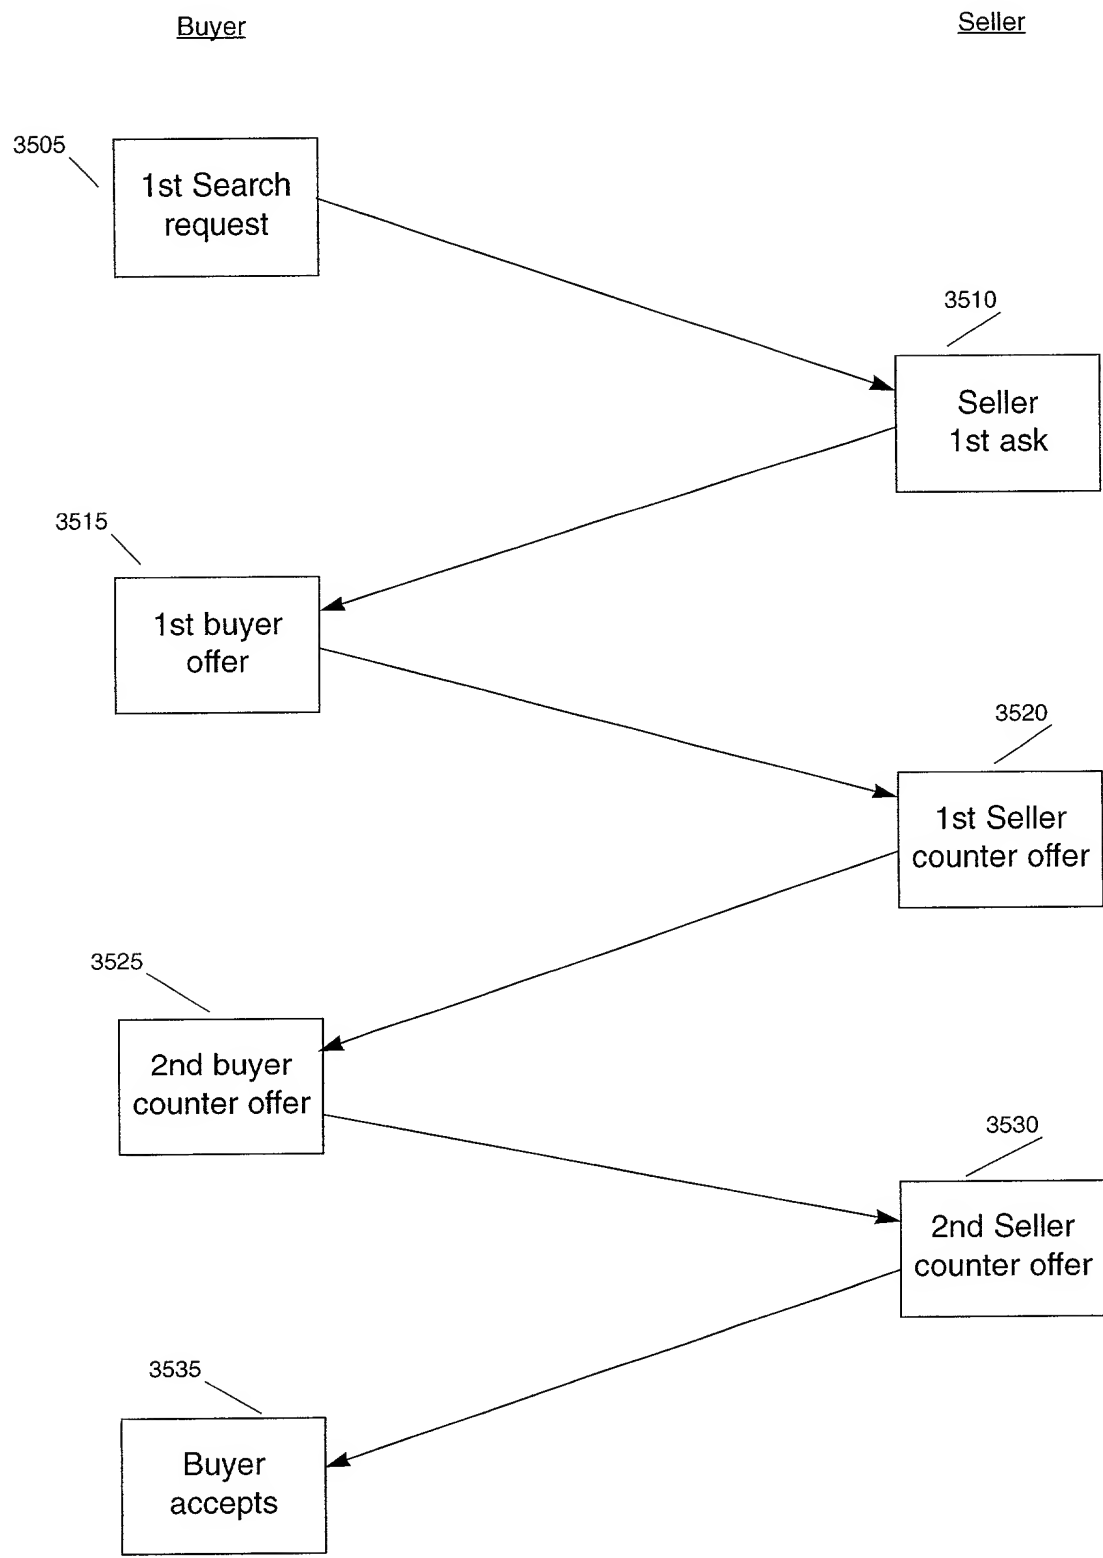 Buyer
Seller
3505
1st Search
request
3510
Seller
1st ask
3515
1st buyer
offer
3520
1st Seller
counter offer
3525
2nd buyer
counter offer
3530
2nd Seller
counter offer
3535
Buyer
accepts